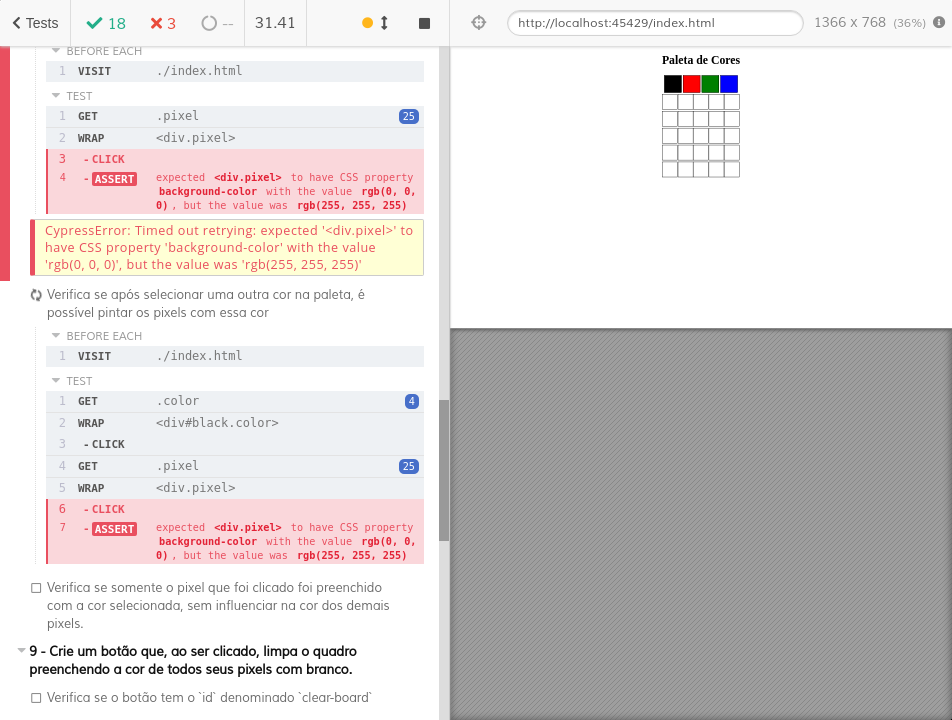 Tests 18 3 -- 31.41 http://localhost:45429/index.html 1366 x 768 (36%)
BEFORE EACH
1 VISIT ./index.html
TEST
1 GET .pixel 25
2 WRAP <div.pixel>
3 -CLICK
4 -ASSERT expected <div.pixel> to have CSS property
background-color with the value rgb(0, 0,
0), but the value was rgb(255, 255, 255)
CypressError: Timed out retrying: expected '<div.pixel>' to
have CSS property 'background-color' with the value
'rgb(0, 0, 0)', but the value was 'rgb(255, 255, 255)'
Verifica se após selecionar uma outra cor na paleta, é
possível pintar os pixels com essa cor
BEFORE EACH
1 VISIT ./index.html
TEST
1 GET .color 4
2 WRAP <div#black.color>
3 -CLICK
4 GET .pixel 25
5 WRAP <div.pixel>
6 -CLICK
7 -ASSERT expected <div.pixel> to have CSS property
background-color with the value rgb(0, 0,
0), but the value was rgb(255, 255, 255)
Verifica se somente o pixel que foi clicado foi preenchido
com a cor selecionada, sem influenciar na cor dos demais
pixels.
9 - Crie um botão que, ao ser clicado, limpa o quadro
preenchendo a cor de todos seus pixels com branco.
Verifica se o botão tem o `id` denominado `clear-board`
Paleta de Cores